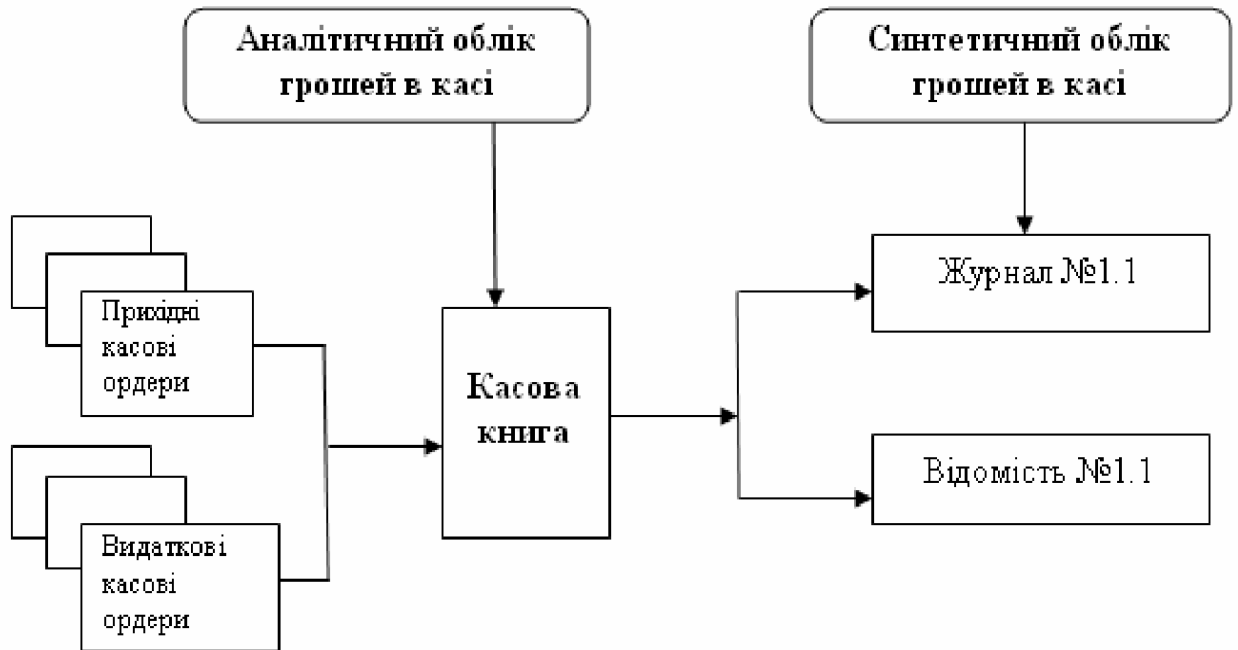 Аналітичний облік
грошей в касі
Синтетичний облік
грошей в касі
Прихідні
касові
ордери
Касова
книга
Журнал №1.1
Видаткові
касові
ордери
Відомість №1.1